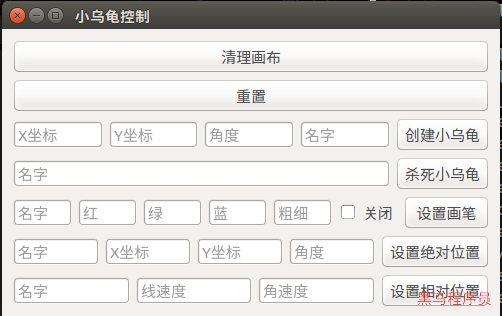 小乌龟控制
清理画布
重置
X坐标 Y坐标 角度 名字 创建小乌龟
名字 杀死小乌龟
名字 红 绿 蓝 粗细 关闭 设置画笔
名字 X坐标 Y坐标 角度 设置绝对位置
名字 线速度 角速度 设置相对位置
黑马程序员